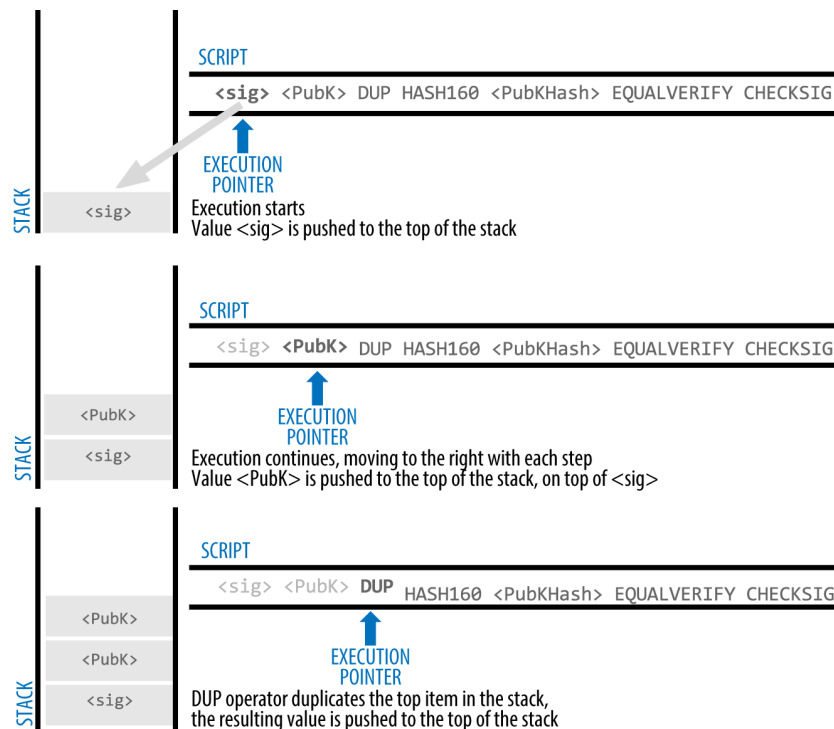 SCRIPT
<sig> <PubK> DUP HASH160 <PubKHash> EQUALVERIFY CHECKSIG
EXECUTION
POINTER
STACK
<sig>
Execution starts
Value <sig> is pushed to the top of the stack
SCRIPT
<sig> <PubK> DUP HASH160 <PubKHash> EQUALVERIFY CHECKSIG
EXECUTION
POINTER
<PubK>
STACK
<sig>
Execution continues, moving to the right with each step
Value <PubK> is pushed to the top of the stack, on top of <sig>
SCRIPT
<sig> <PubK> DUP HASH160 <PubKHash> EQUALVERIFY CHECKSIG
EXECUTION
POINTER
<PubK>
<PubK>
STACK
<sig>
DUP operator duplicates the top item in the stack,
the resulting value is pushed to the top of the stack